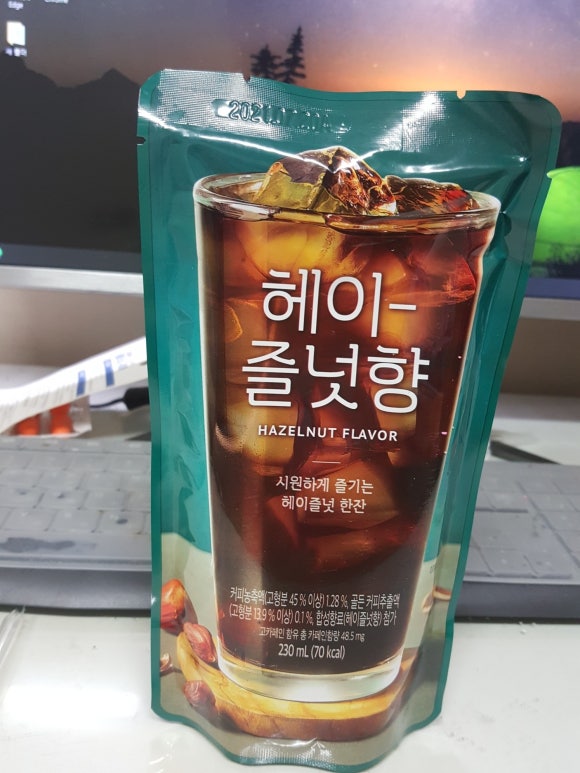 헤이-
즐넛향
HAZELNUT FLAVOR
시원하게 즐기는
헤이즐넛 한잔
커피농축액(고형분 45 % 이상) 1.28 %, 골든 커피추출액
(고형분 13.9 % 이상) 0.1 %, 합성향료(헤이즐넛향) 첨가
고카페인 함유 총 카페인함량 48.5 mg
230 mL (70 kcal)